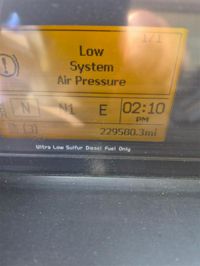 1/1
Low
System
Air Pressure
N N1 E 02:10
PM
229580.3mi
Ultra Low Sulfur Diesel Fuel Only